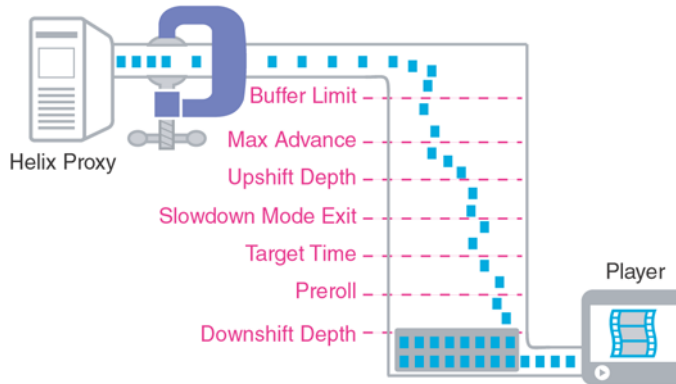 Helix Proxy
Buffer Limit
Max Advance
Upshift Depth
Slowdown Mode Exit
Target Time
Preroll
Downshift Depth
Player